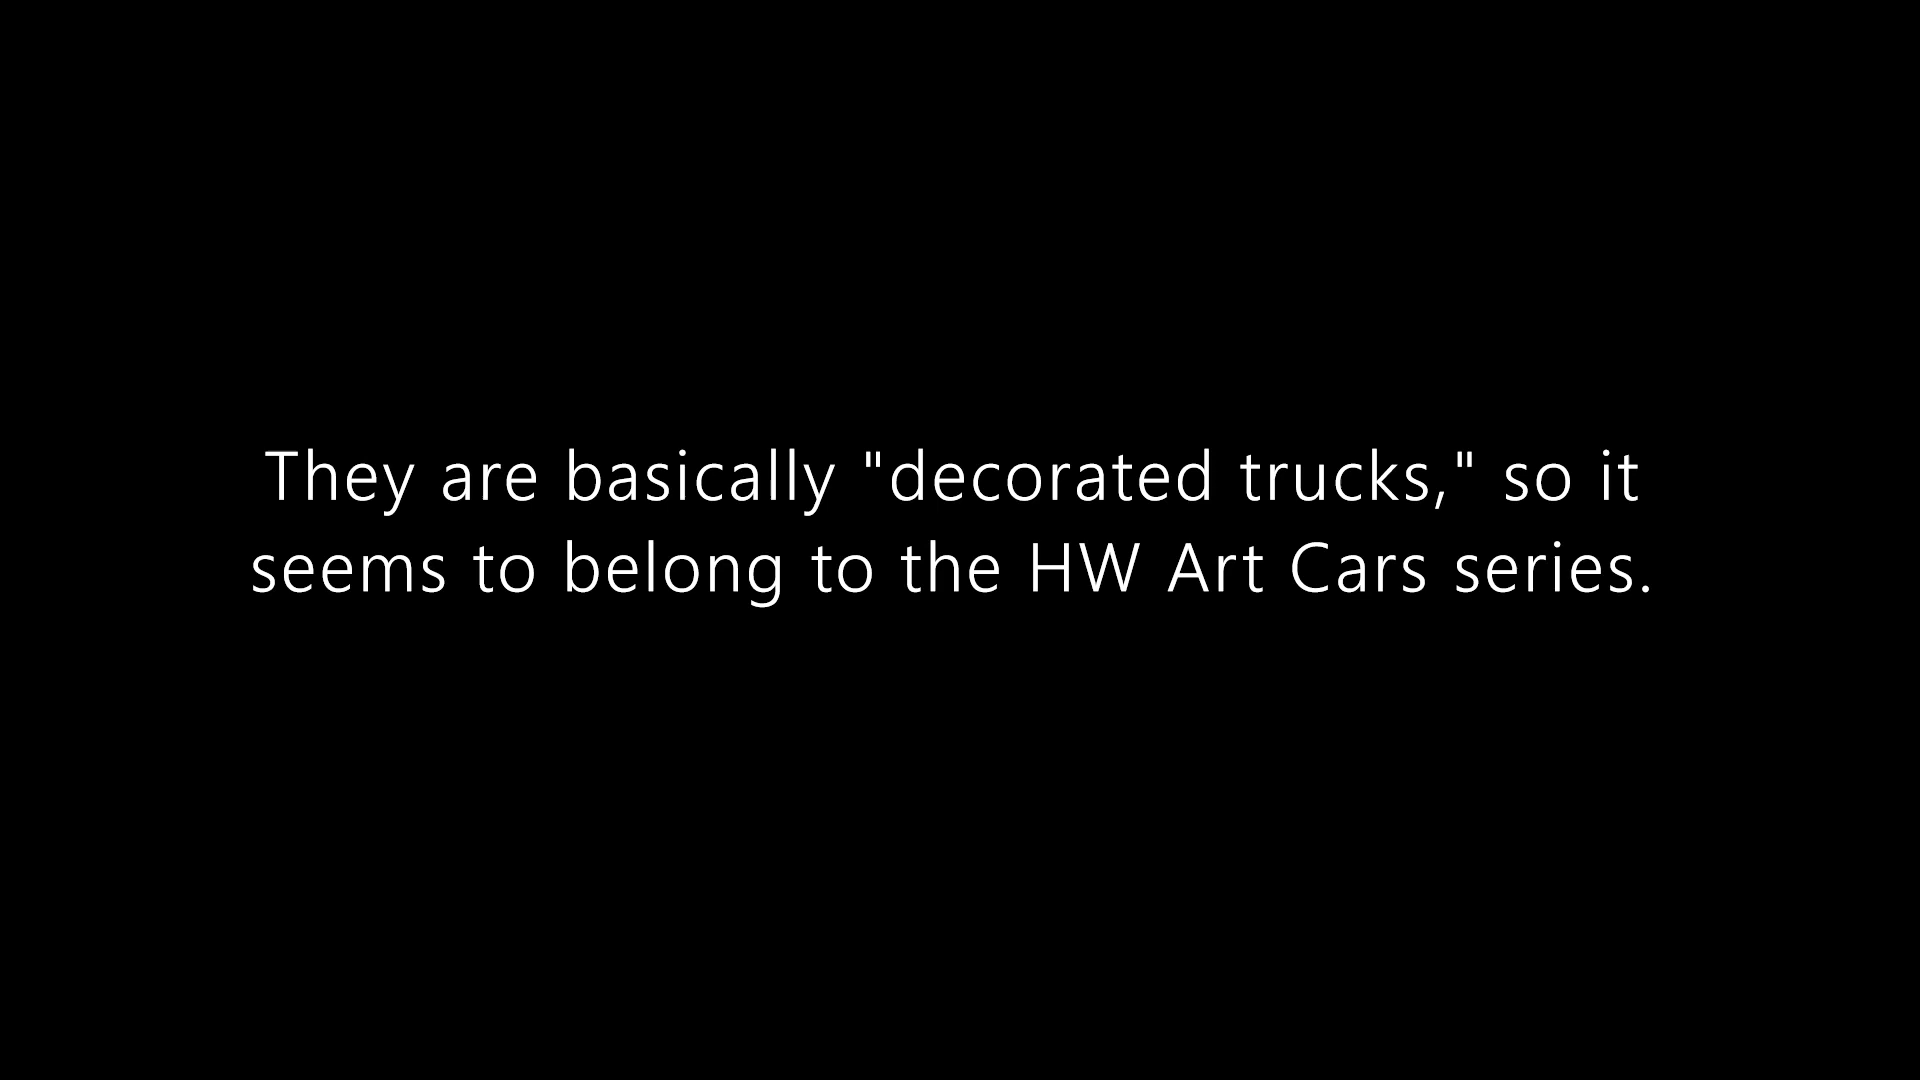 They are basically "decorated trucks," so it
seems to belong to the HW Art Cars series.